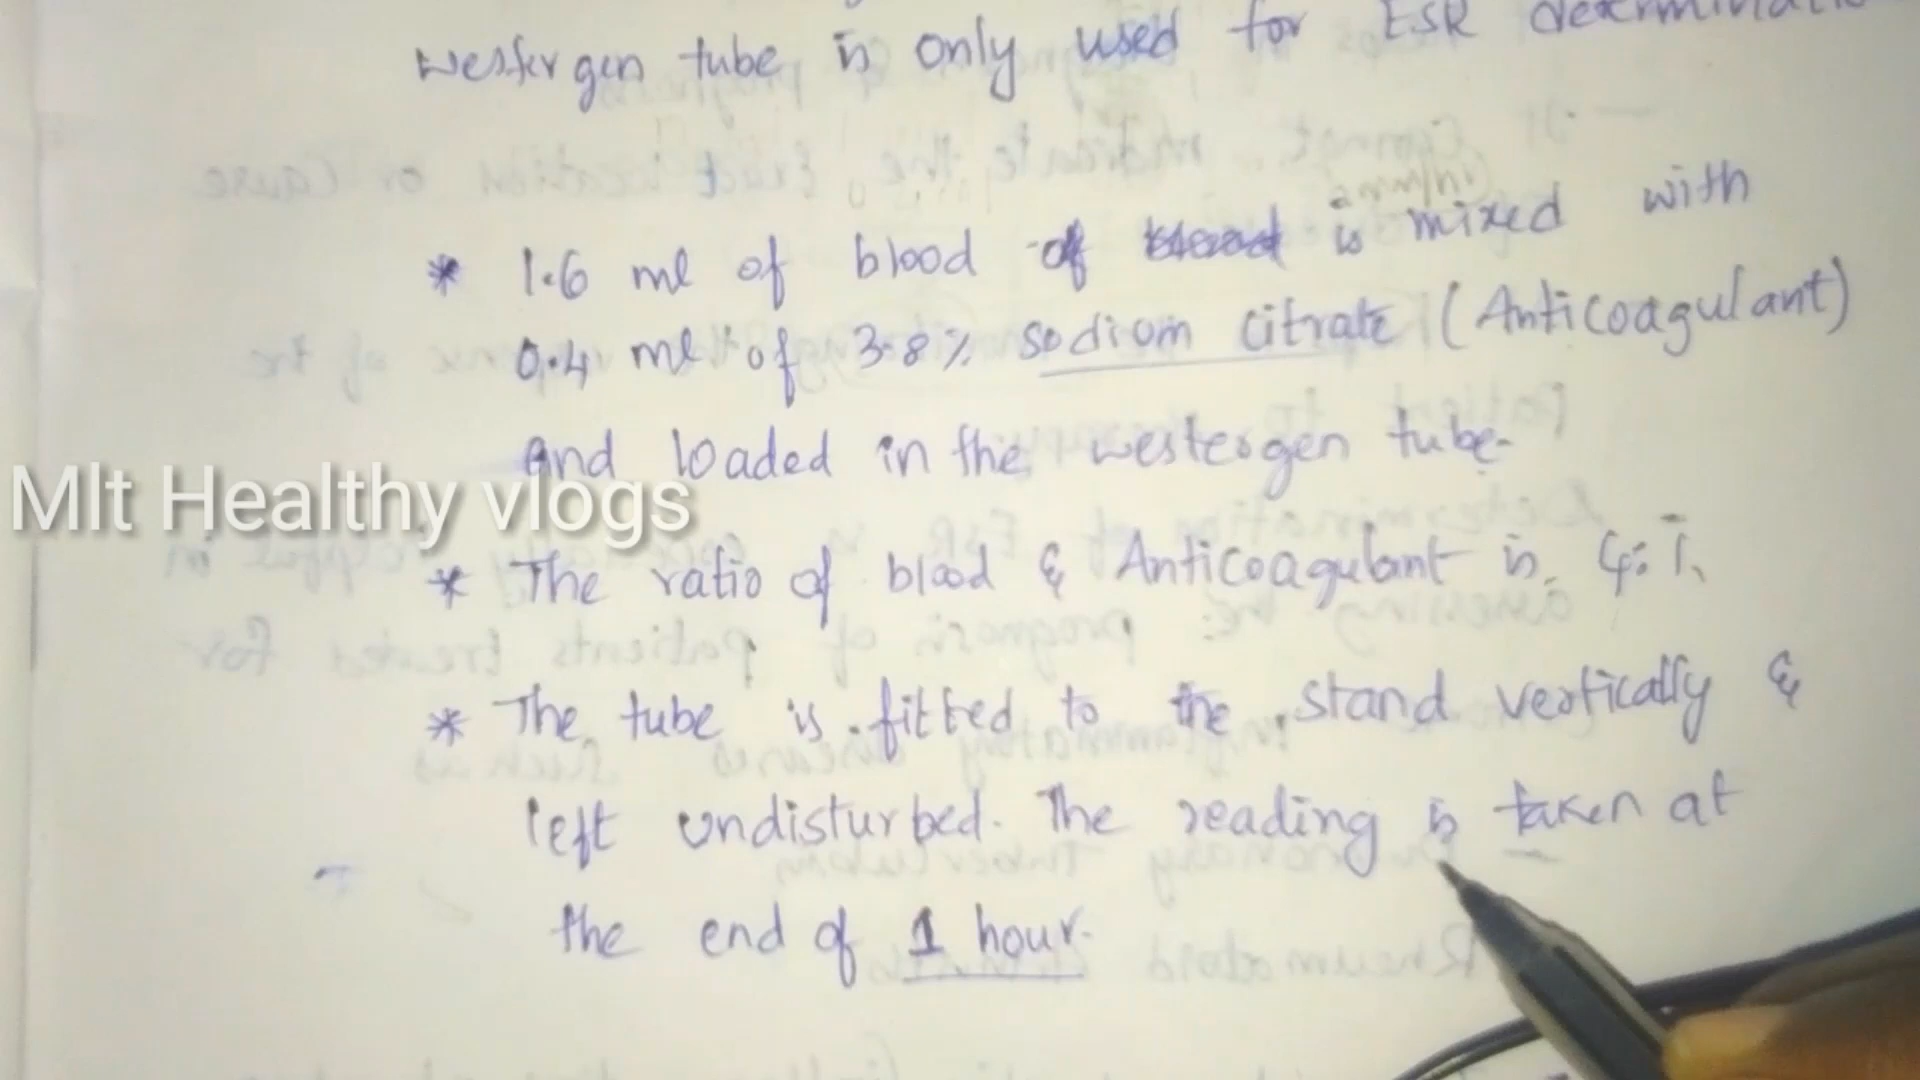 westergen tube is only used for ESR determinatio
* 1.6 ml of blood of is mixed with
0.4 ml of 3.8% sodium citrate (Anticoagulant)
and loaded in the westergen tube.
Mlt Healthy vlogs
* The ratio of blood & Anticoagulant is 4:1.
* The tube is fitted to the stand vertically &
left undisturbed. The reading is taken at
the end of 1 hour.